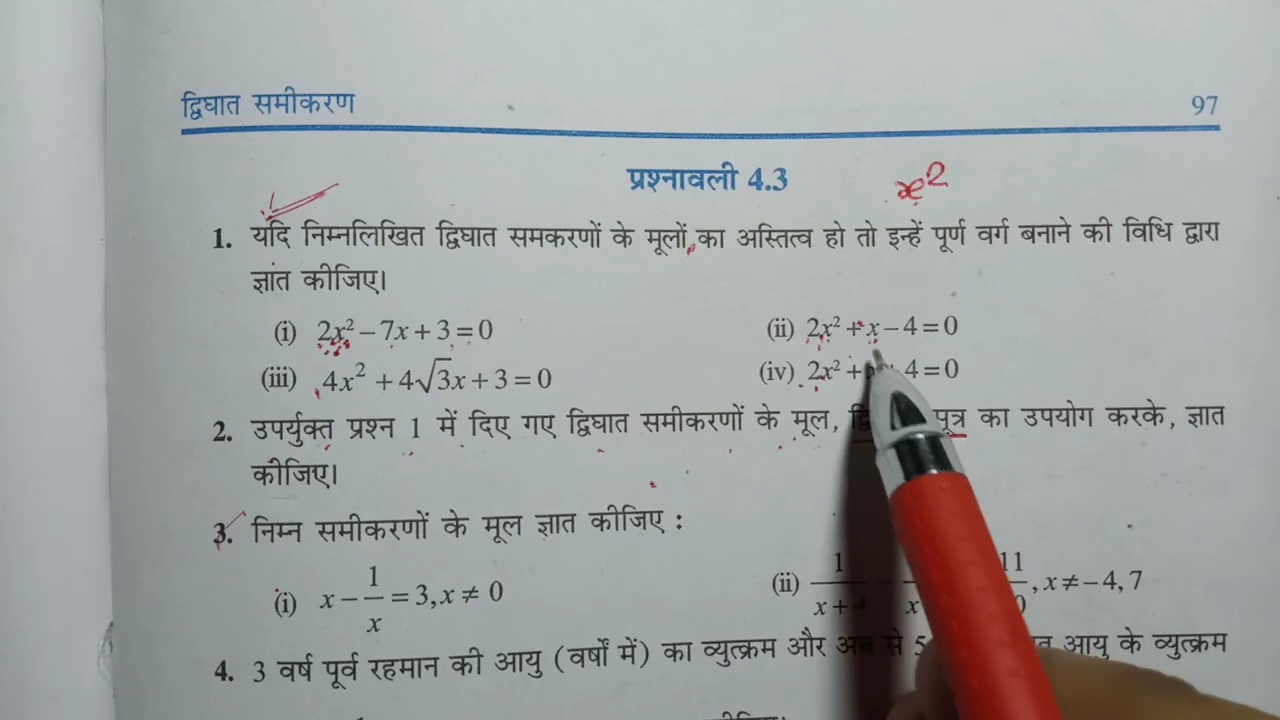 द्विघात समीकरण 97
प्रश्नावली 4.3
x²
1. यदि निम्नलिखित द्विघात समकरणों के मूलों का अस्तित्व हो तो इन्हें पूर्ण वर्ग बनाने की विधि द्वारा
ज्ञात कीजिए।
(i) 2x² − 7x + 3 = 0 (ii) 2x² + x − 4 = 0
(iii) 4x² + 4√3x + 3 = 0 (iv) 2x² + 4 = 0
2. उपर्युक्त प्रश्न 1 में दिए गए द्विघात समीकरणों के मूल, का उपयोग करके, ज्ञात
कीजिए।
3. निम्न समीकरणों के मूल ज्ञात कीजिए :
(i) x − 1/x = 3, x ≠ 0 (ii) , x ≠ −4, 7
4. 3 वर्ष पूर्व रहमान की आयु (वर्षों में) का व्युत्क्रम और से 5 आयु के व्युत्क्रम